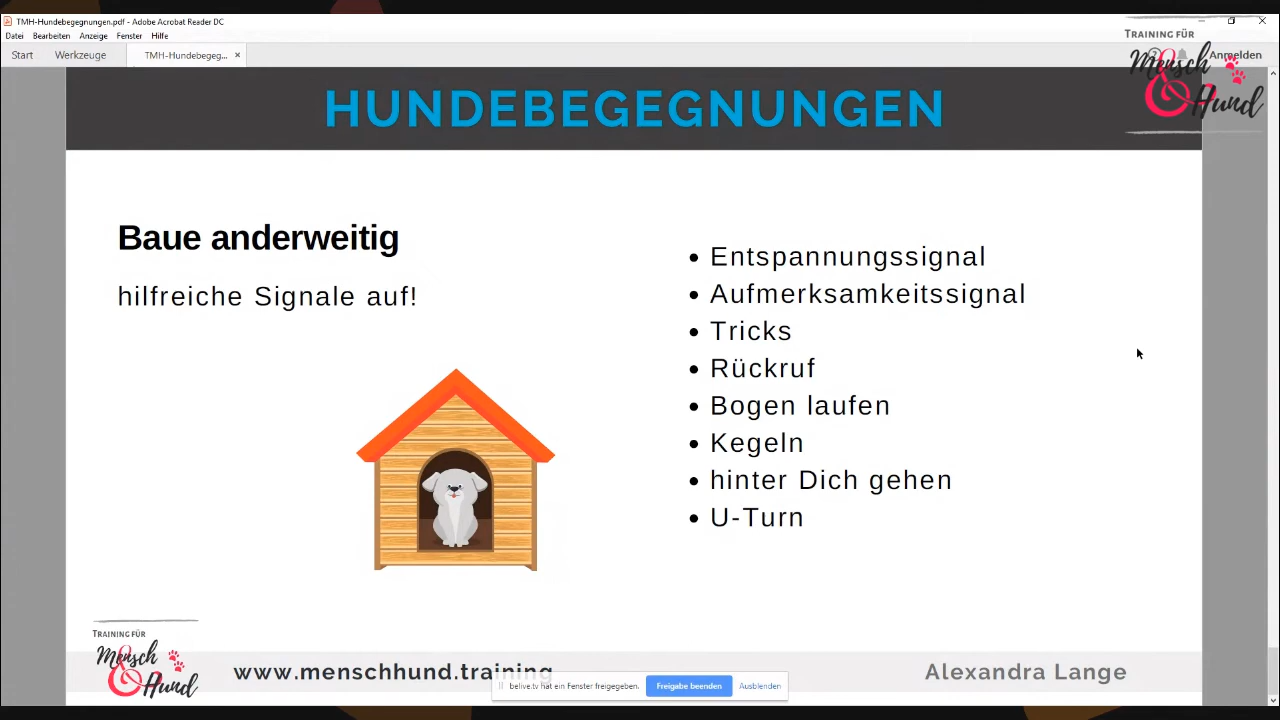 TMH-Hundebegegnungen.pdf - Adobe Acrobat Reader DC
Datei Bearbeiten Anzeige Fenster Hilfe
Start Werkzeuge TMH-Hundebegeg... × Anmelden
TRAINING FÜR
Mensch
& Hund
HUNDEBEGEGNUNGEN
Baue anderweitig
hilfreiche Signale auf!
• Entspannungssignal
• Aufmerksamkeitssignal
• Tricks
• Rückruf
• Bogen laufen
• Kegeln
• hinter Dich gehen
• U-Turn
TRAINING FÜR
Mensch
& Hund
www.menschhund.training
Alexandra Lange
belive.tv hat ein Fenster freigegeben. Freigabe beenden Ausblenden